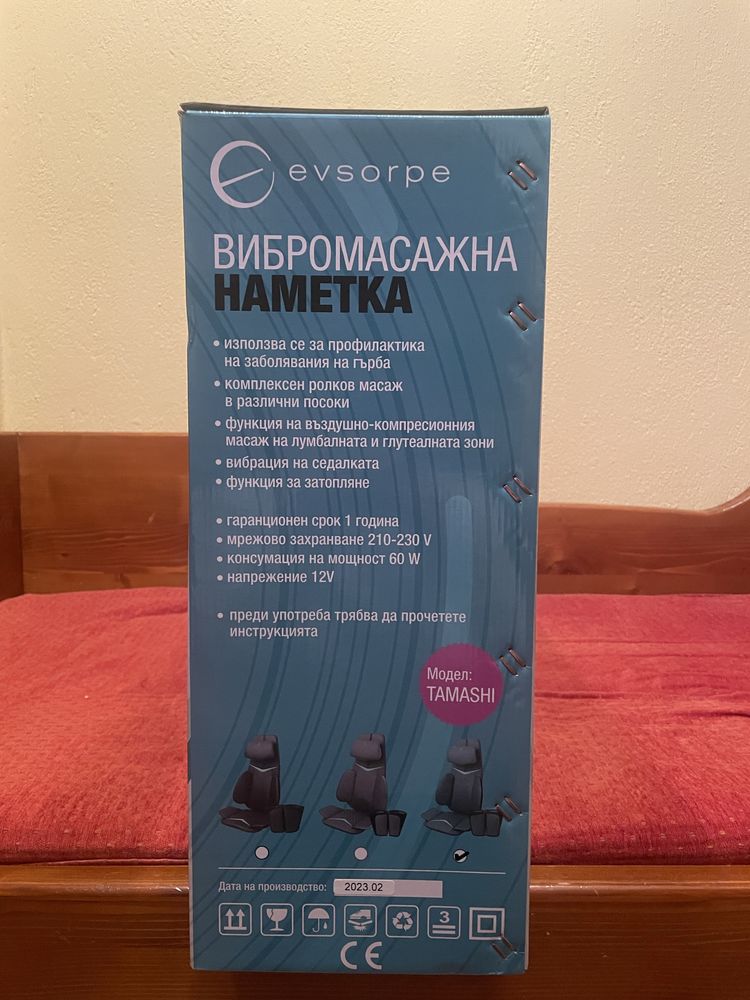 evsorpe
ВИБРОМАСАЖНА
НАМЕТКА
• използва се за профилактика
на заболявания на гърба
• комплексен ролков масаж
в различни посоки
• функция на въздушно-компресионния
масаж на лумбалната и глутеалната зони
• вибрация на седалката
• функция за затопляне
• гаранционен срок 1 година
• мрежово захранване 210-230 V
• консумация на мощност 60 W
• напрежение 12V
• преди употреба трябва да прочетете
инструкцията
Модел:
TAMASHI
Дата на производство: 2023.02
3
CE